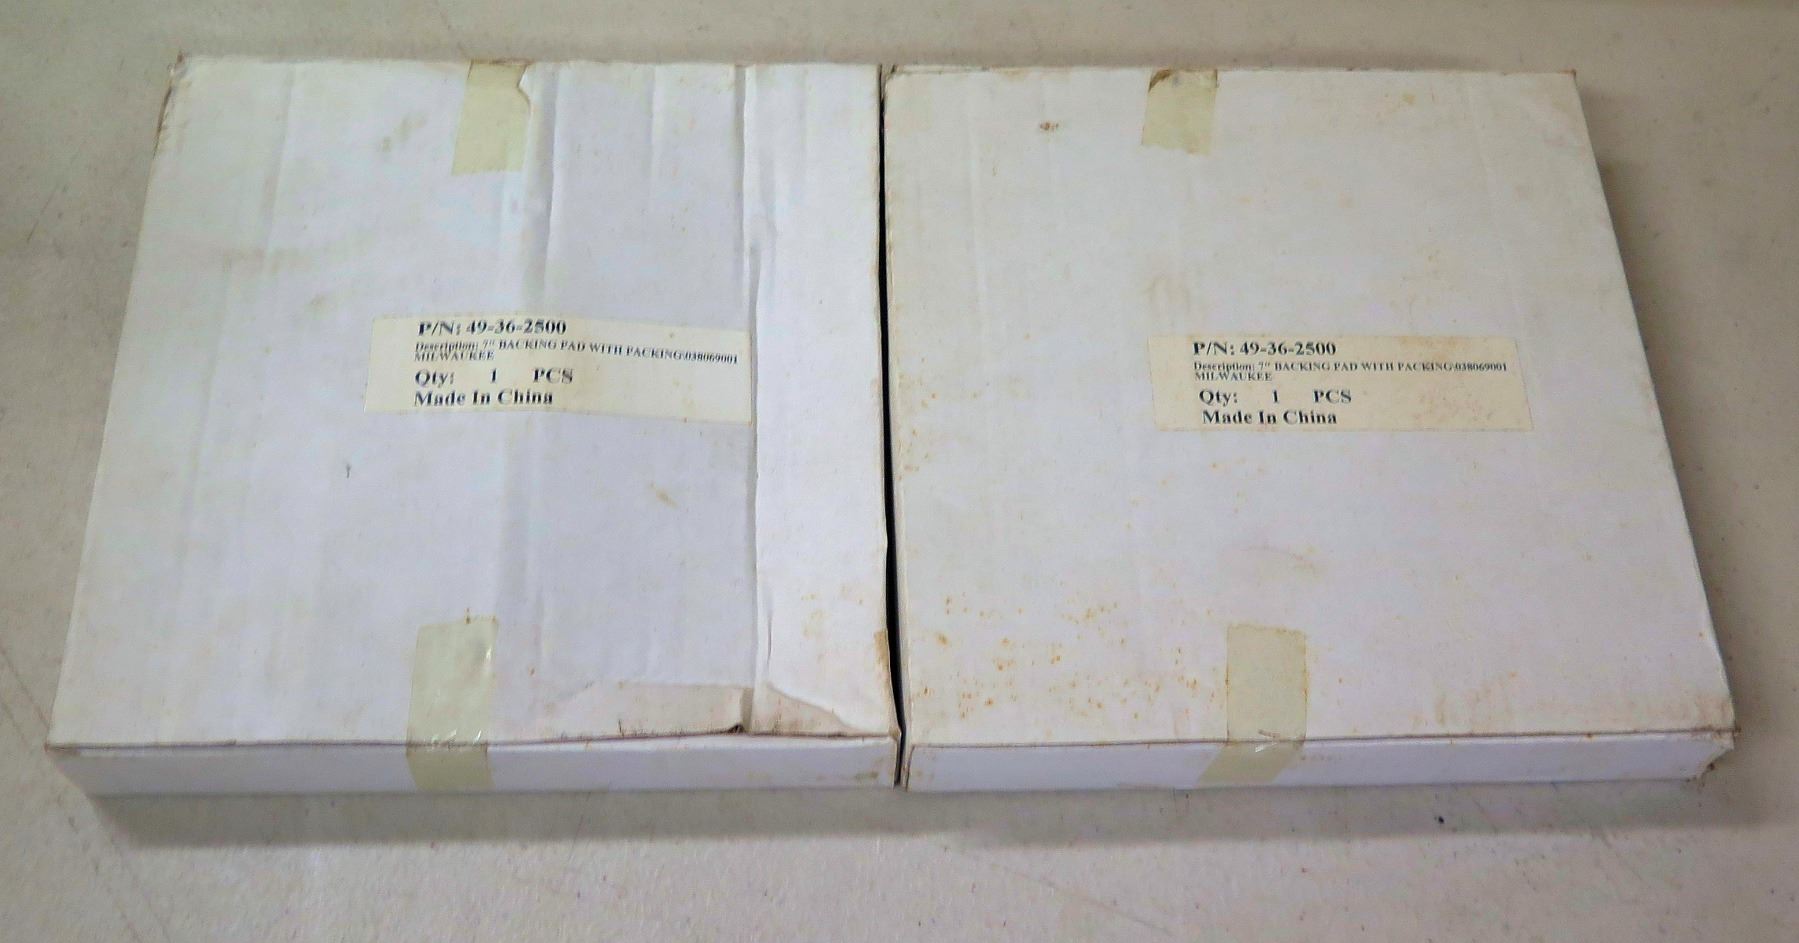 P/N: 49-36-2500
Description: 7" BACKING PAD WITH PACKING\038069001
MILWAUKEE
Qty: 1 PCS
Made In China
P/N: 49-36-2500
Description: 7" BACKING PAD WITH PACKING\038069001
MILWAUKEE
Qty: 1 PCS
Made In China